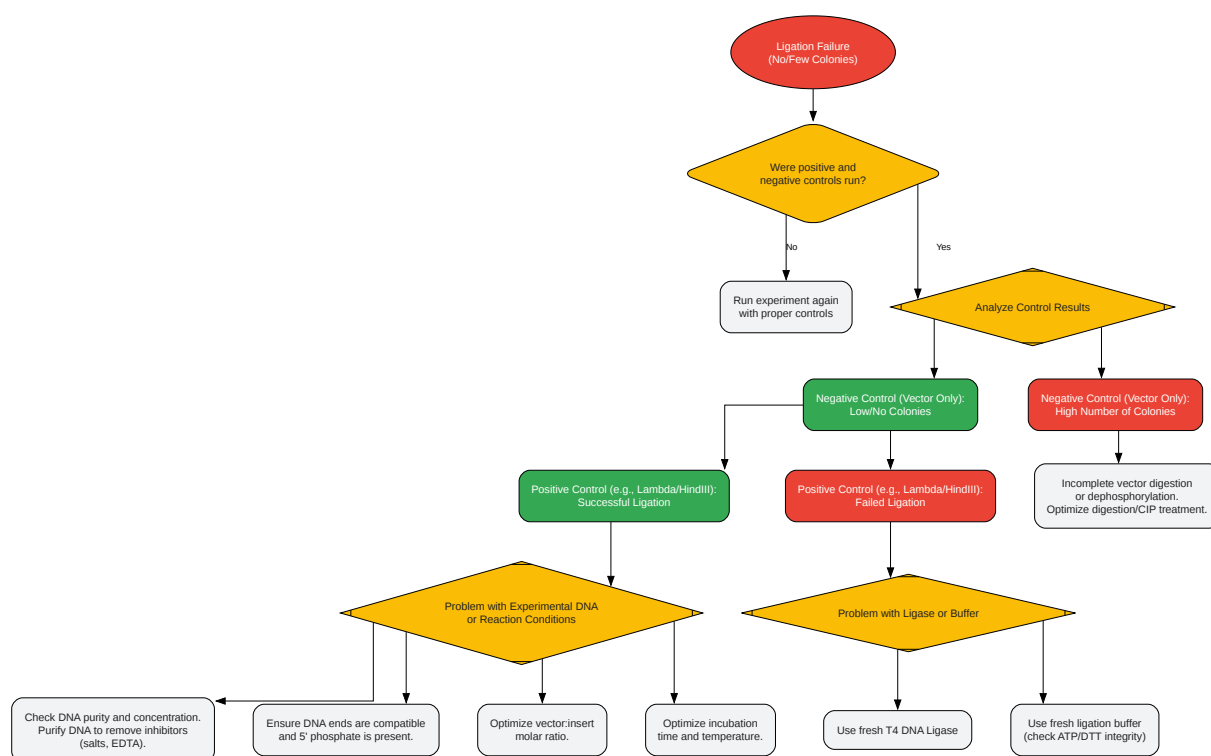 Ligation Failure
(No/Few Colonies)
Were positive and
negative controls run?
No
Yes
Run experiment again
with proper controls
Analyze Control Results
Negative Control (Vector Only):
Low/No Colonies
Negative Control (Vector Only):
High Number of Colonies
Positive Control (e.g., Lambda/HindIII):
Successful Ligation
Positive Control (e.g., Lambda/HindIII):
Failed Ligation
Incomplete vector digestion
or dephosphorylation.
Optimize digestion/CIP treatment.
Problem with Experimental DNA
or Reaction Conditions
Problem with Ligase or Buffer
Check DNA purity and concentration.
Purify DNA to remove inhibitors
(salts, EDTA).
Ensure DNA ends are compatible
and 5' phosphate is present.
Optimize vector:insert
molar ratio.
Optimize incubation
time and temperature.
Use fresh T4 DNA Ligase
Use fresh ligation buffer
(check ATP/DTT integrity)